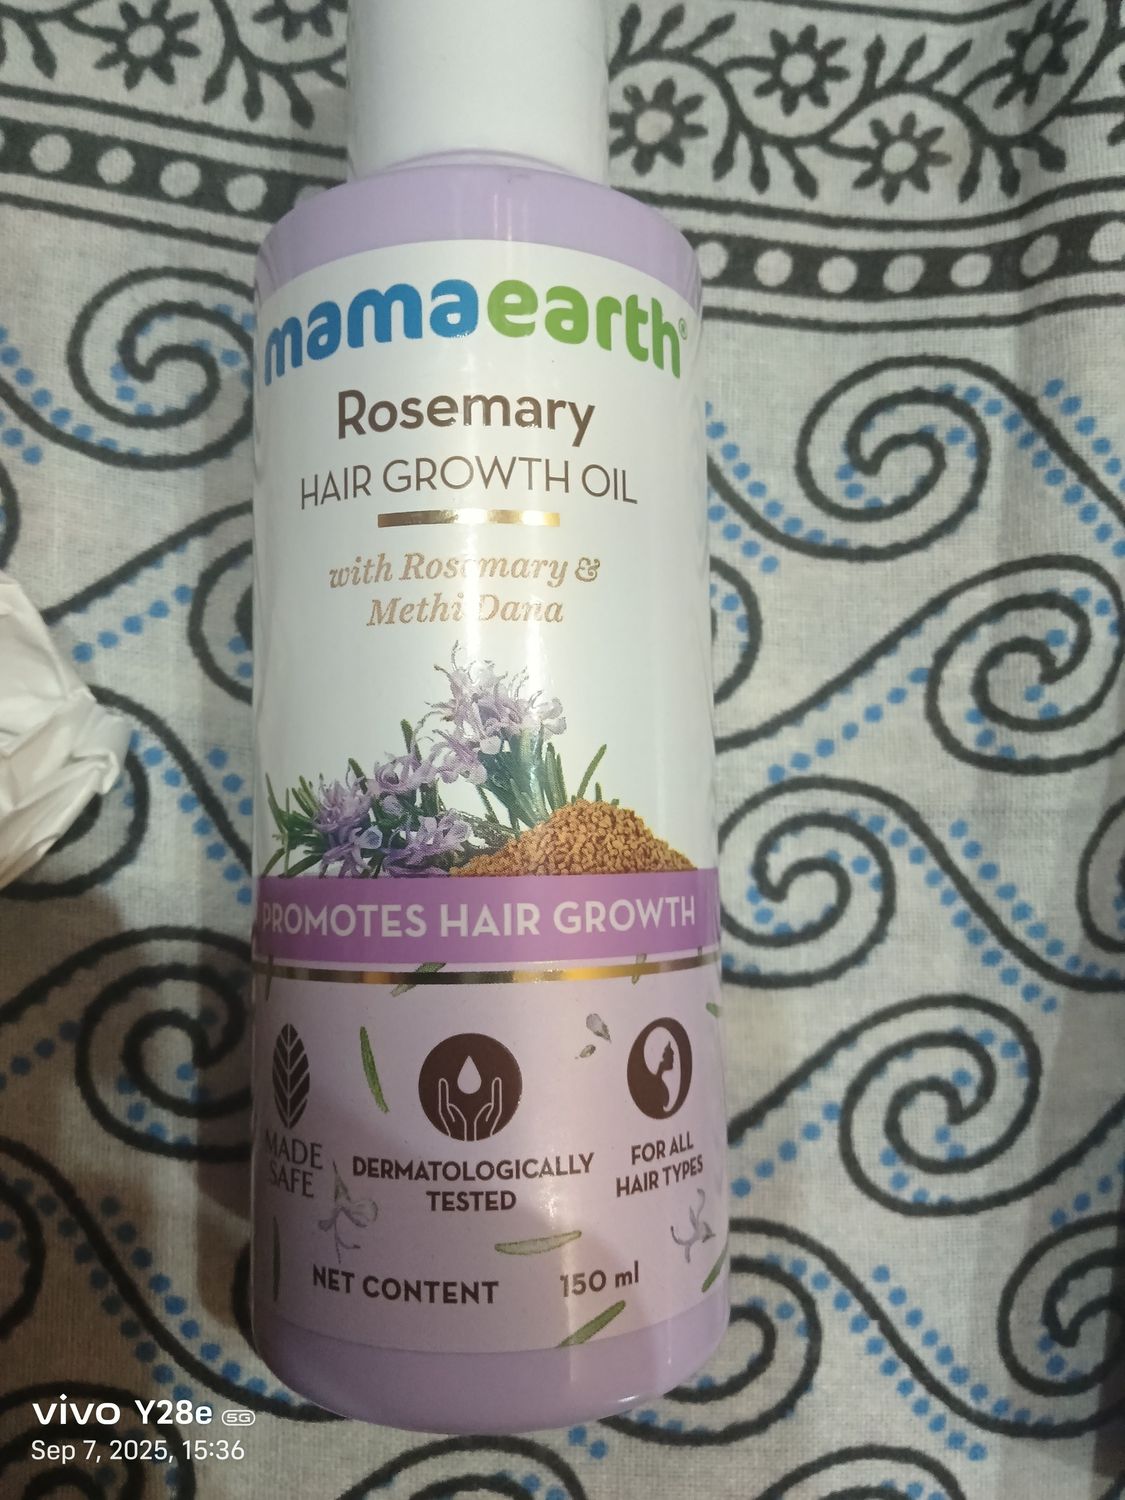 mamaearth®
Rosemary
HAIR GROWTH OIL
with Rosemary &
Methi Dana
PROMOTES HAIR GROWTH
MADE
SAFE
DERMATOLOGICALLY
TESTED
FOR ALL
HAIR TYPES
NET CONTENT 150 ml
vivo Y28e 5G
Sep 7, 2025, 15:36